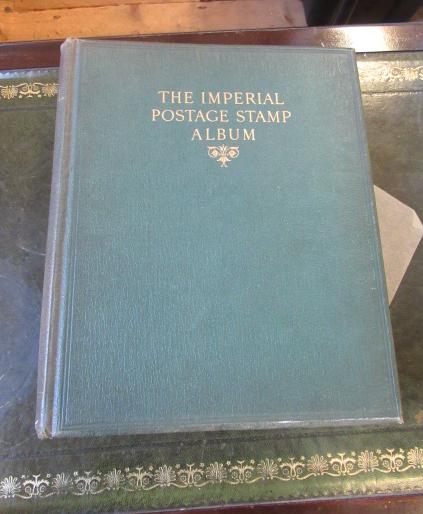 THE IMPERIAL
POSTAGE STAMP
ALBUM